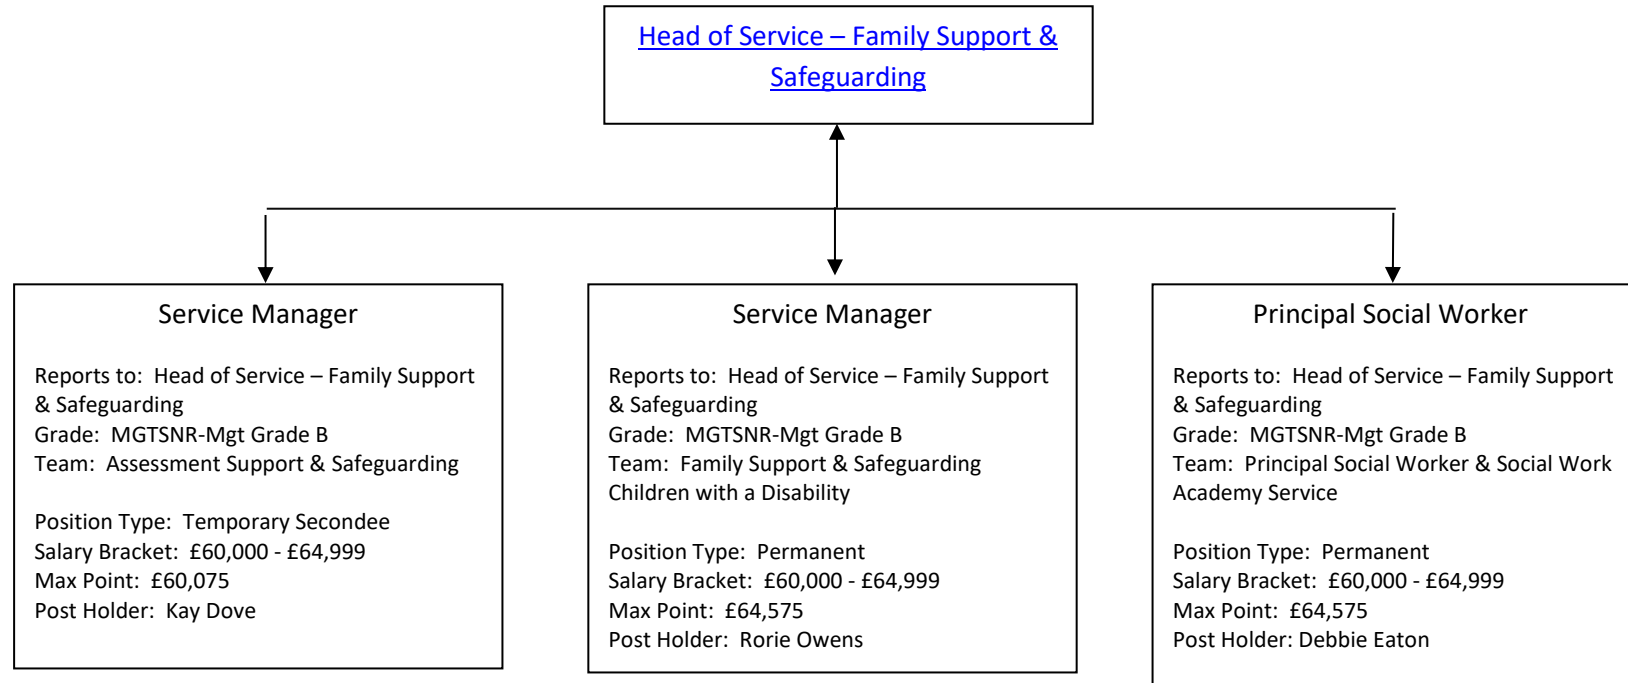 Head of Service – Family Support &
Safeguarding
Service Manager
Reports to: Head of Service – Family Support
& Safeguarding
Grade: MGTSNR-Mgt Grade B
Team: Assessment Support & Safeguarding
Position Type: Temporary Secondee
Salary Bracket: £60,000 - £64,999
Max Point: £60,075
Post Holder: Kay Dove
Service Manager
Reports to: Head of Service – Family Support
& Safeguarding
Grade: MGTSNR-Mgt Grade B
Team: Family Support & Safeguarding
Children with a Disability
Position Type: Permanent
Salary Bracket: £60,000 - £64,999
Max Point: £64,575
Post Holder: Rorie Owens
Principal Social Worker
Reports to: Head of Service – Family Support
& Safeguarding
Grade: MGTSNR-Mgt Grade B
Team: Principal Social Worker & Social Work
Academy Service
Position Type: Permanent
Salary Bracket: £60,000 - £64,999
Max Point: £64,575
Post Holder: Debbie Eaton